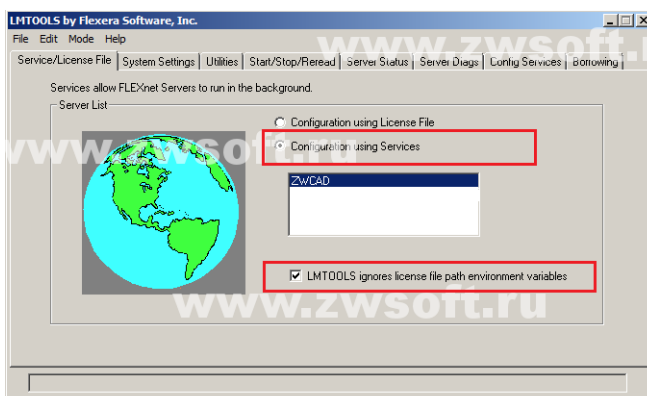 LMTOOLS by Flexera Software, Inc.
File Edit Mode Help
www.zwsoft.r
Service/License File System Settings Utilities Start/Stop/Reread Server Status Server Diags Config Services Borrowing
Services allow FLEXnet Servers to run in the background.
Server List
Configuration using License File
Configuration using Services
www.zwsoft.ru
ZWCAD
LMTOOLS ignores license file path environment variables
www.zwsoft.ru